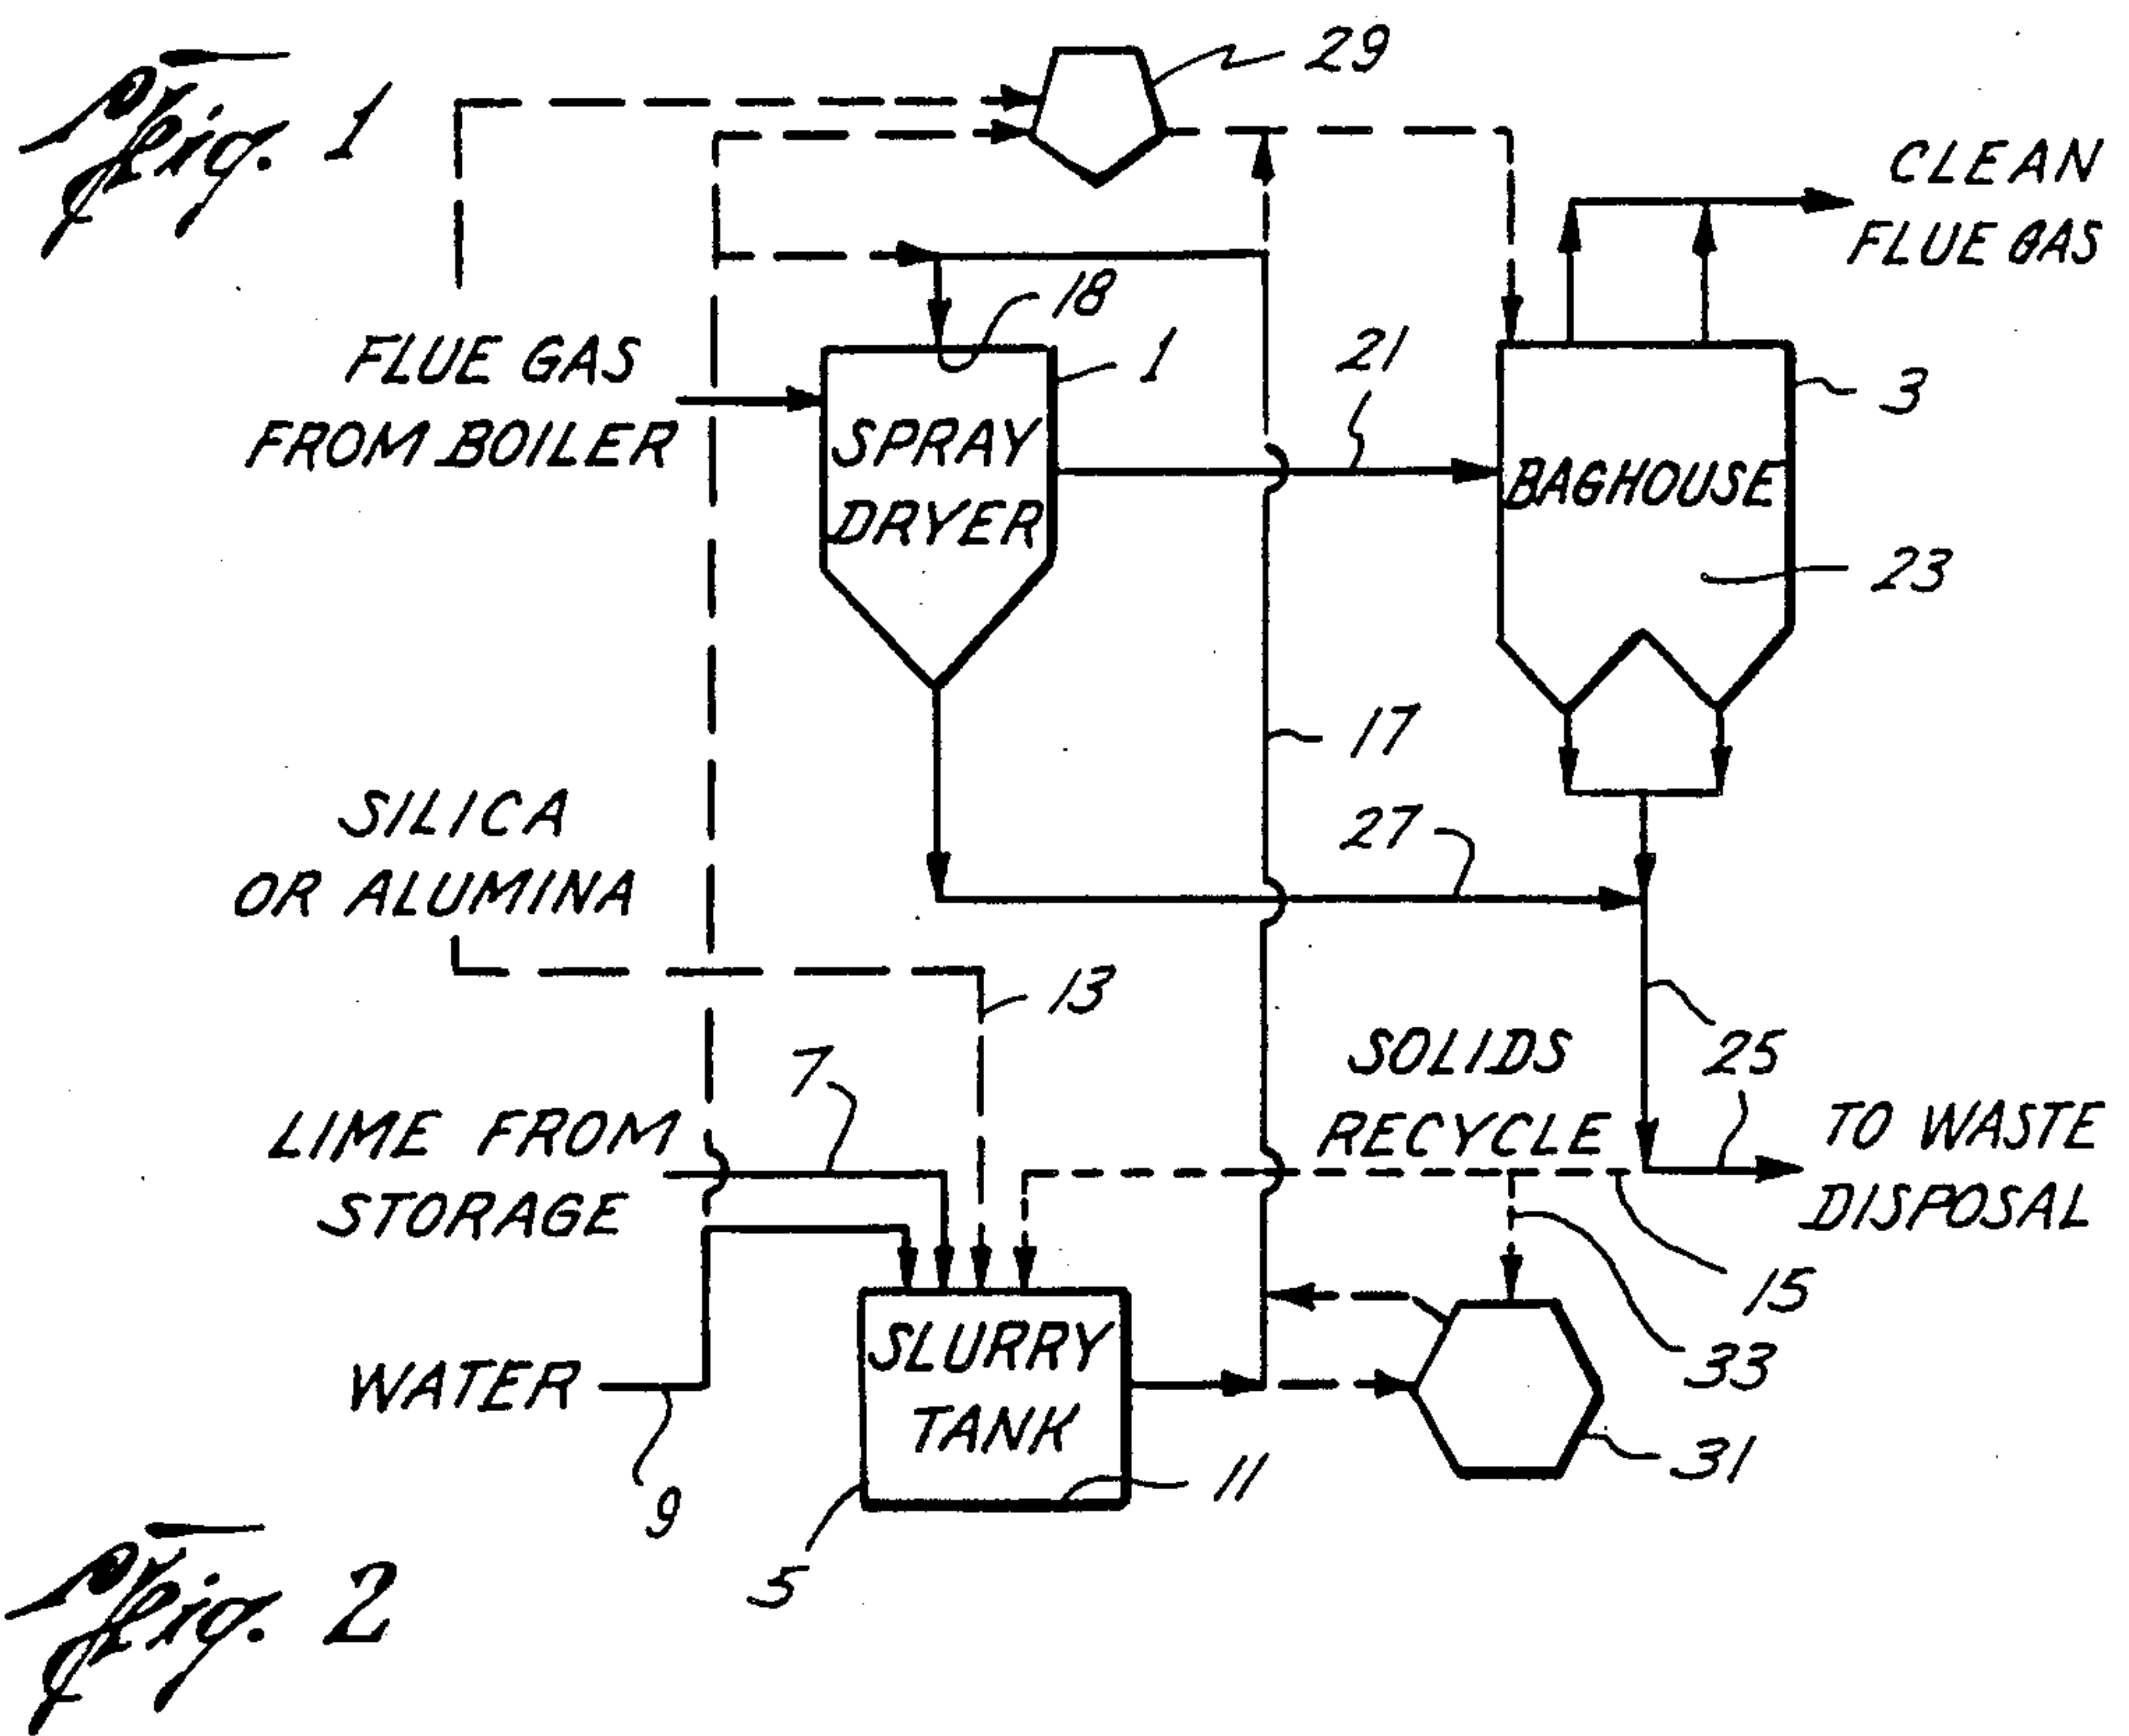 Fig. 1
29
CLEAN
FLUE GAS
18
FLUE GAS
FROM BOILER
1
21
3
SPRAY
DRYER
BAGHOUSE
23
17
SILICA
OR ALUMINA
27
13
SOLIDS
RECYCLE
25
7
LIME FROM
STORAGE
TO WASTE
DISPOSAL
15
33
SLURRY
TANK
WATER
31
11
9
5
Fig. 2